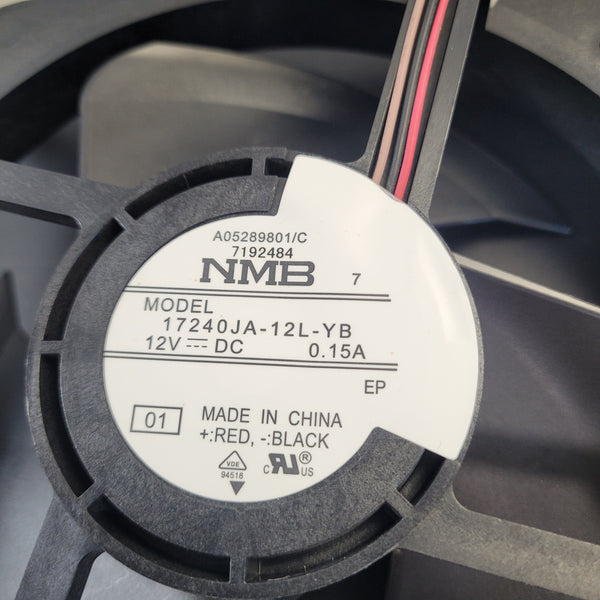 A05289801/C
7192484
NMB 7
MODEL
17240JA-12L-YB
12V DC 0.15A
EP
01 MADE IN CHINA
+:RED, -:BLACK
VDE
94518
c RU® US